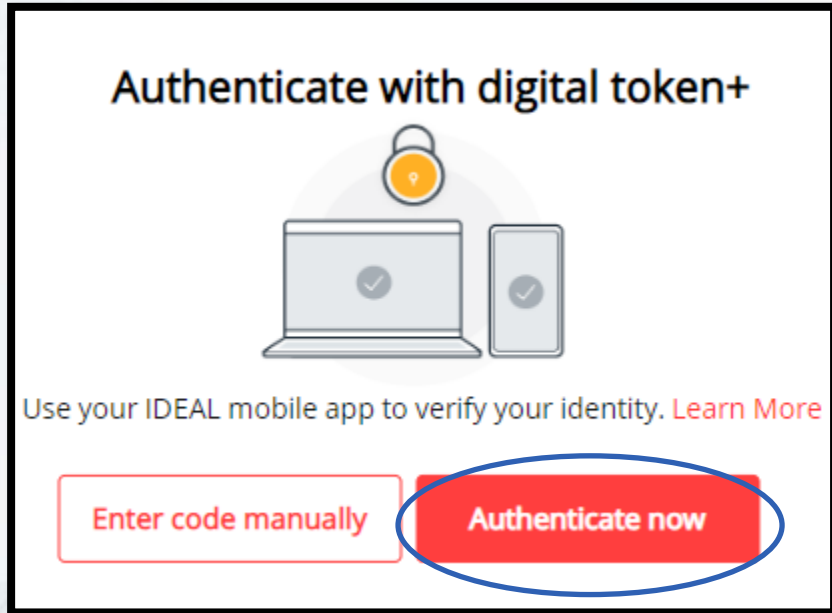 Authenticate with digital token+
Use your IDEAL mobile app to verify your identity. Learn More
Enter code manually
Authenticate now